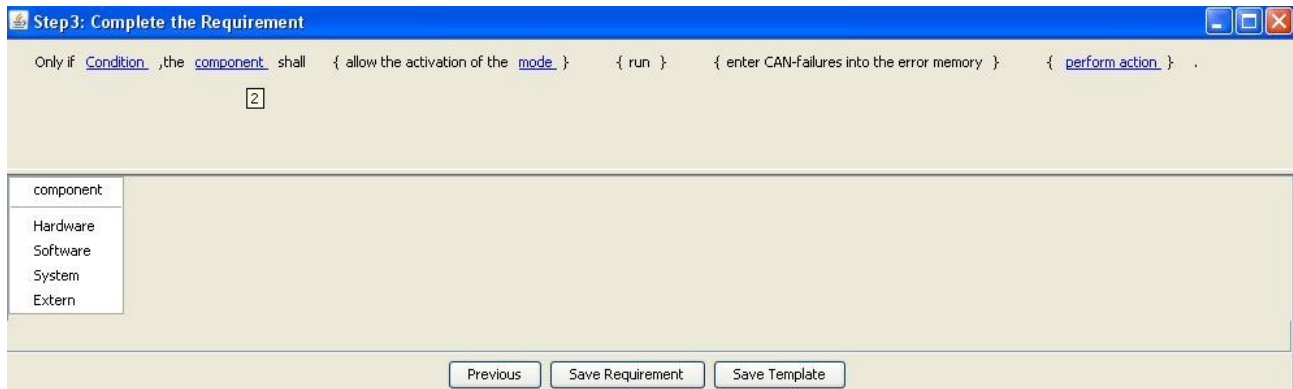 Step3: Complete the Requirement
Only if Condition ,the component shall { allow the activation of the mode } { run } { enter CAN-failures into the error memory } { perform action } .
2
component
Hardware
Software
System
Extern
Previous Save Requirement Save Template